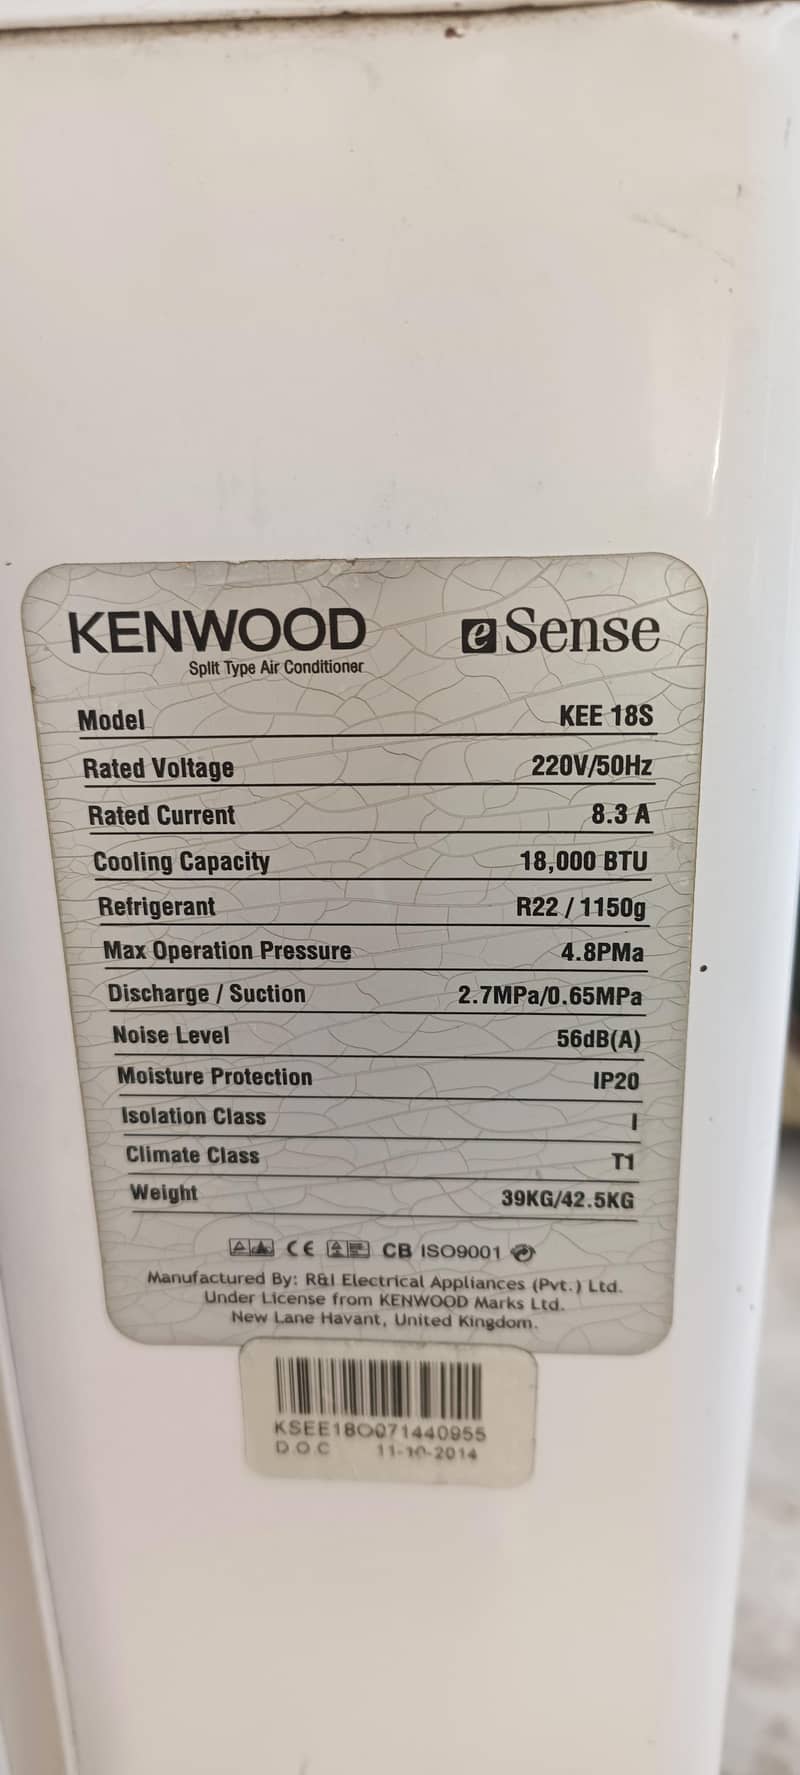 KENWOOD
Split Type Air Conditioner
e Sense
Model KEE 18S
Rated Voltage 220V/50Hz
Rated Current 8.3 A
Cooling Capacity 18,000 BTU
Refrigerant R22 / 1150g
Max Operation Pressure 4.8PMa
Discharge / Suction 2.7MPa/0.65MPa
Noise Level 56dB(A)
Moisture Protection IP20
Isolation Class I
Climate Class T1
Weight 39KG/42.5KG
CE CB ISO9001
Manufactured By: R&I Electrical Appliances (Pvt.) Ltd.
Under License from KENWOOD Marks Ltd.
New Lane Havant, United Kingdom.
KSEE18O071440955
D.O.C 11-10-2014